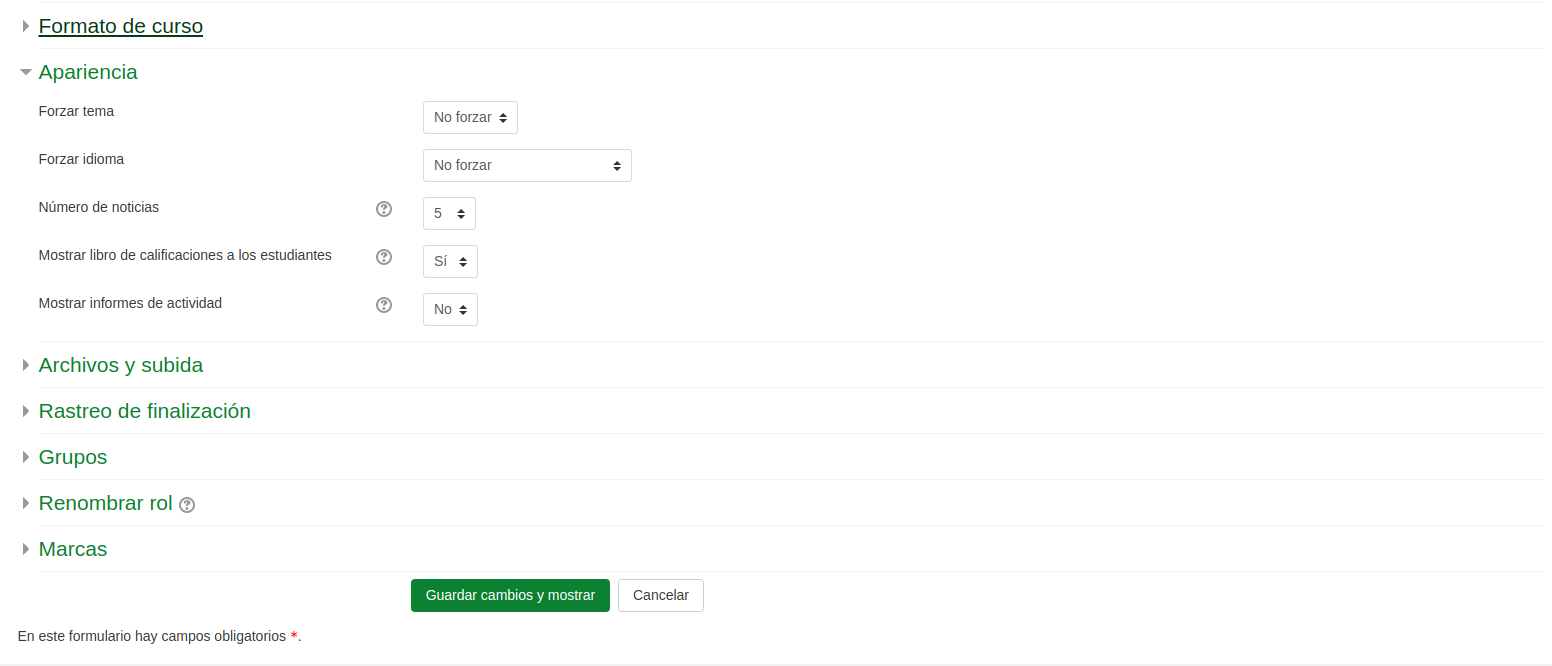 Formato de curso
Apariencia
Forzar tema
No forzar
Forzar idioma
No forzar
Número de noticias
5
Mostrar libro de calificaciones a los estudiantes
Sí
Mostrar informes de actividad
No
Archivos y subida
Rastreo de finalización
Grupos
Renombrar rol
Marcas
Guardar cambios y mostrar
Cancelar
En este formulario hay campos obligatorios *.